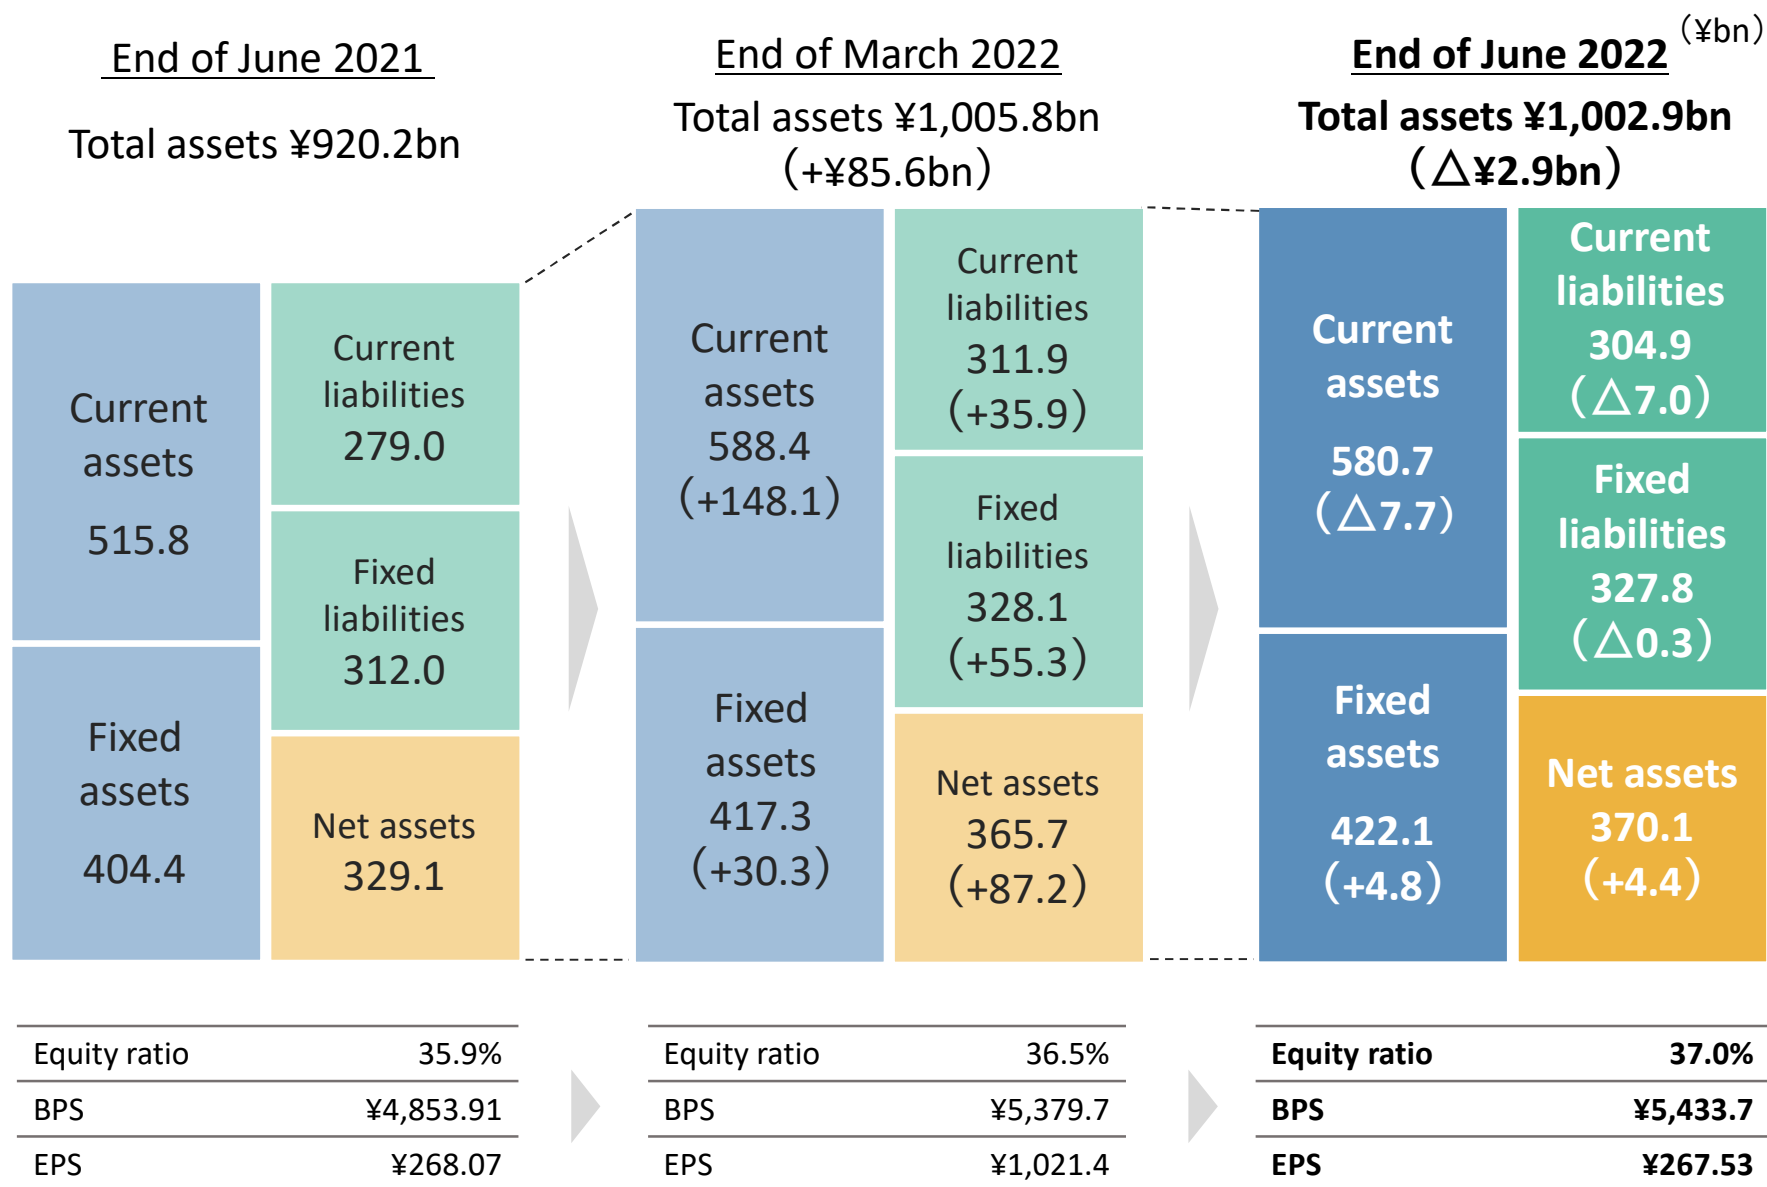 (¥bn)
End of June 2021
Total assets ¥920.2bn
Current
assets
515.8
Fixed
assets
404.4
Current
liabilities
279.0
Fixed
liabilities
312.0
Net assets
329.1
Equity ratio 35.9%
BPS ¥4,853.91
EPS ¥268.07
End of March 2022
Total assets ¥1,005.8bn
(+¥85.6bn)
Current
assets
588.4
(+148.1)
Fixed
assets
417.3
(+30.3)
Current
liabilities
311.9
(+35.9)
Fixed
liabilities
328.1
(+55.3)
Net assets
365.7
(+87.2)
Equity ratio 36.5%
BPS ¥5,379.7
EPS ¥1,021.4
End of June 2022
Total assets ¥1,002.9bn
(△¥2.9bn)
Current
assets
580.7
(△7.7)
Fixed
assets
422.1
(+4.8)
Current
liabilities
304.9
(△7.0)
Fixed
liabilities
327.8
(△0.3)
Net assets
370.1
(+4.4)
Equity ratio 37.0%
BPS ¥5,433.7
EPS ¥267.53